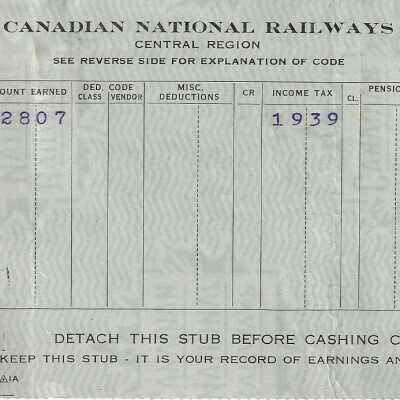 CANADIAN NATIONAL RAILWAYS
CENTRAL REGION
SEE REVERSE SIDE FOR EXPLANATION OF CODE
OUNT EARNED DED. CODE CLASS VENDOR MISC. DEDUCTIONS CR INCOME TAX CL. PENSIO
2807 1939
DETACH THIS STUB BEFORE CASHING C
KEEP THIS STUB - IT IS YOUR RECORD OF EARNINGS AN
1A